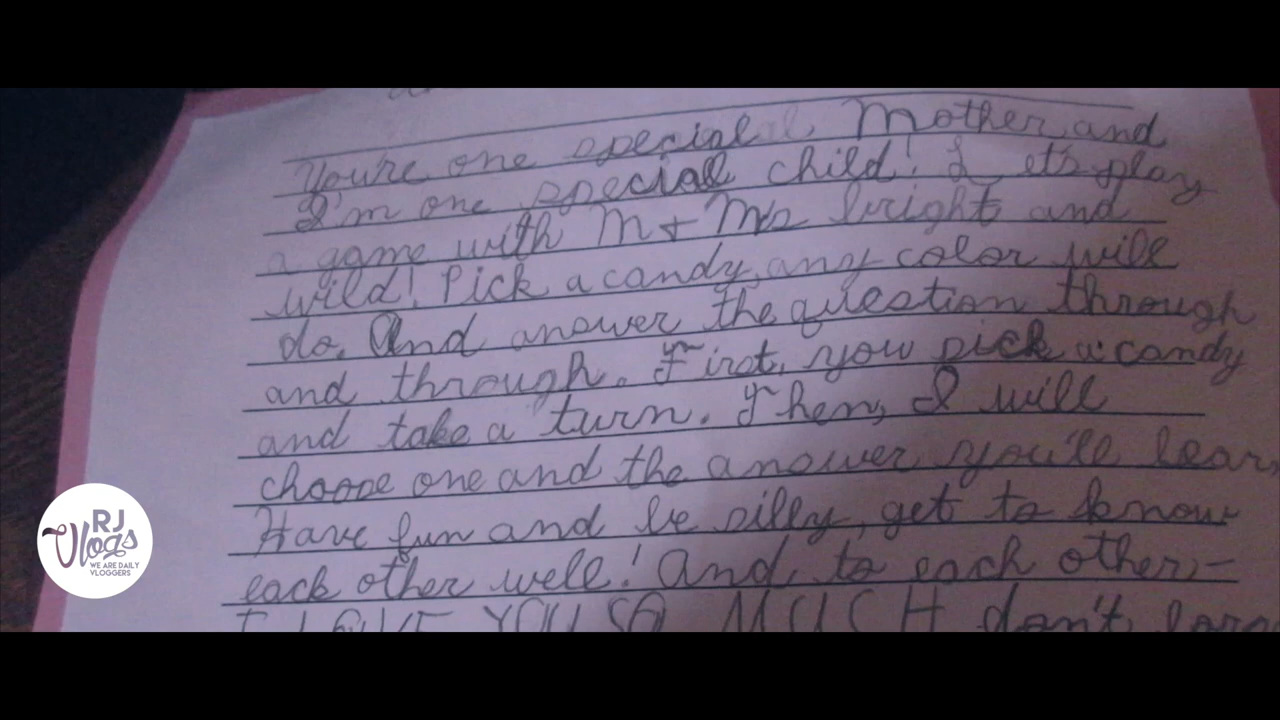 You're one special Mother and
I'm one special child! Let's play
a game with M & M's bright and
wild! Pick a candy, any color will
do. And answer the question through
and through. First, you pick a candy
and take a turn. Then, I will
choose one and the answer you'll learn
Have fun and be silly, get to know
each other well! And, to each other,-
I LOVE YOU SO MUCH don't
RJ
Vlogs
WE ARE DAILY
VLOGGERS